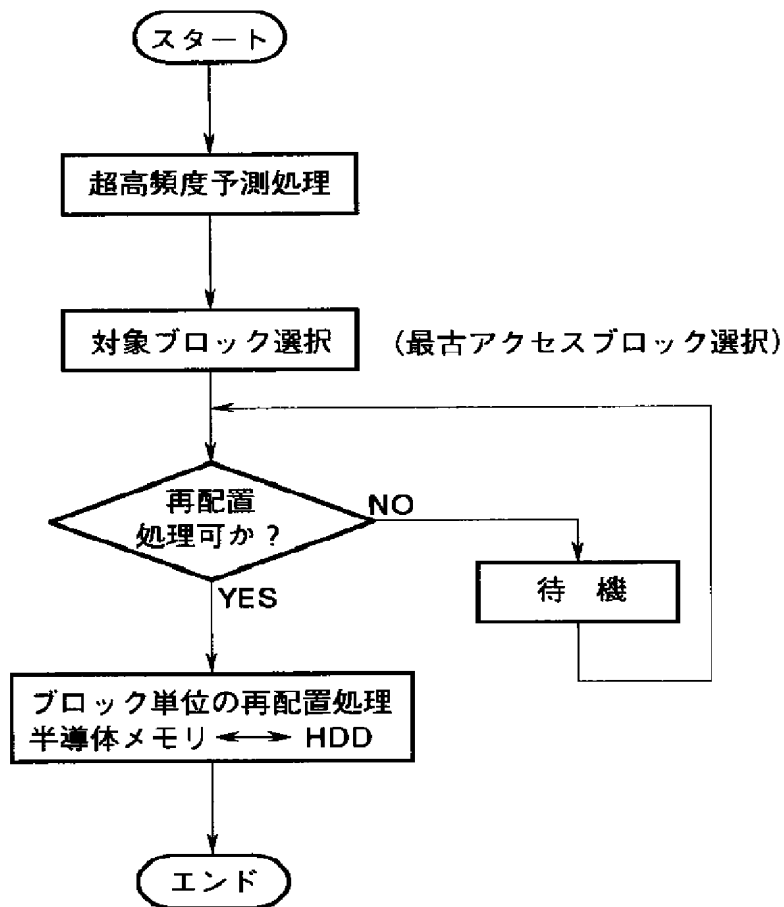 スタート
超高頻度予測処理
対象ブロック選択 (最古アクセスブロック選択)
再配置
処理可か?
NO
待 機
YES
ブロック単位の再配置処理
半導体メモリ ←→ HDD
エンド